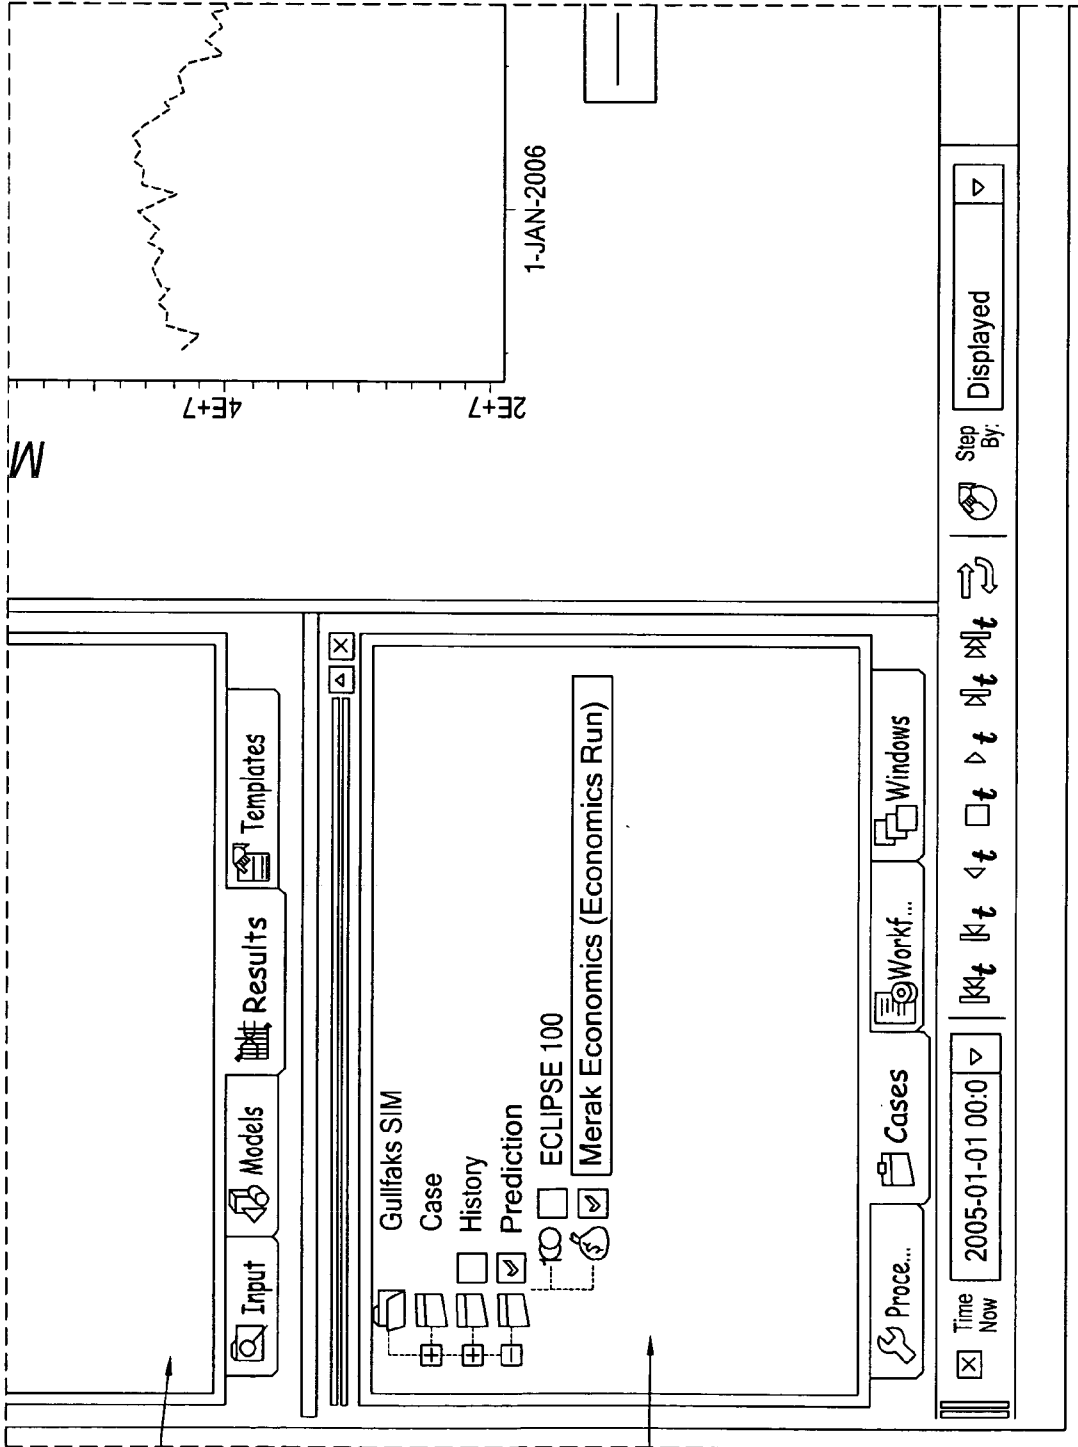 M
4E+7
2E+7
1-JAN-2006
Input
Models
Results
Templates
Gullfaks SIM
Case
History
Prediction
ECLIPSE 100
Merak Economics (Economics Run)
Proce...
Cases
Workf...
Windows
Time
Now
2005-01-01 00:0
t t t t t t t
Step
By:
Displayed